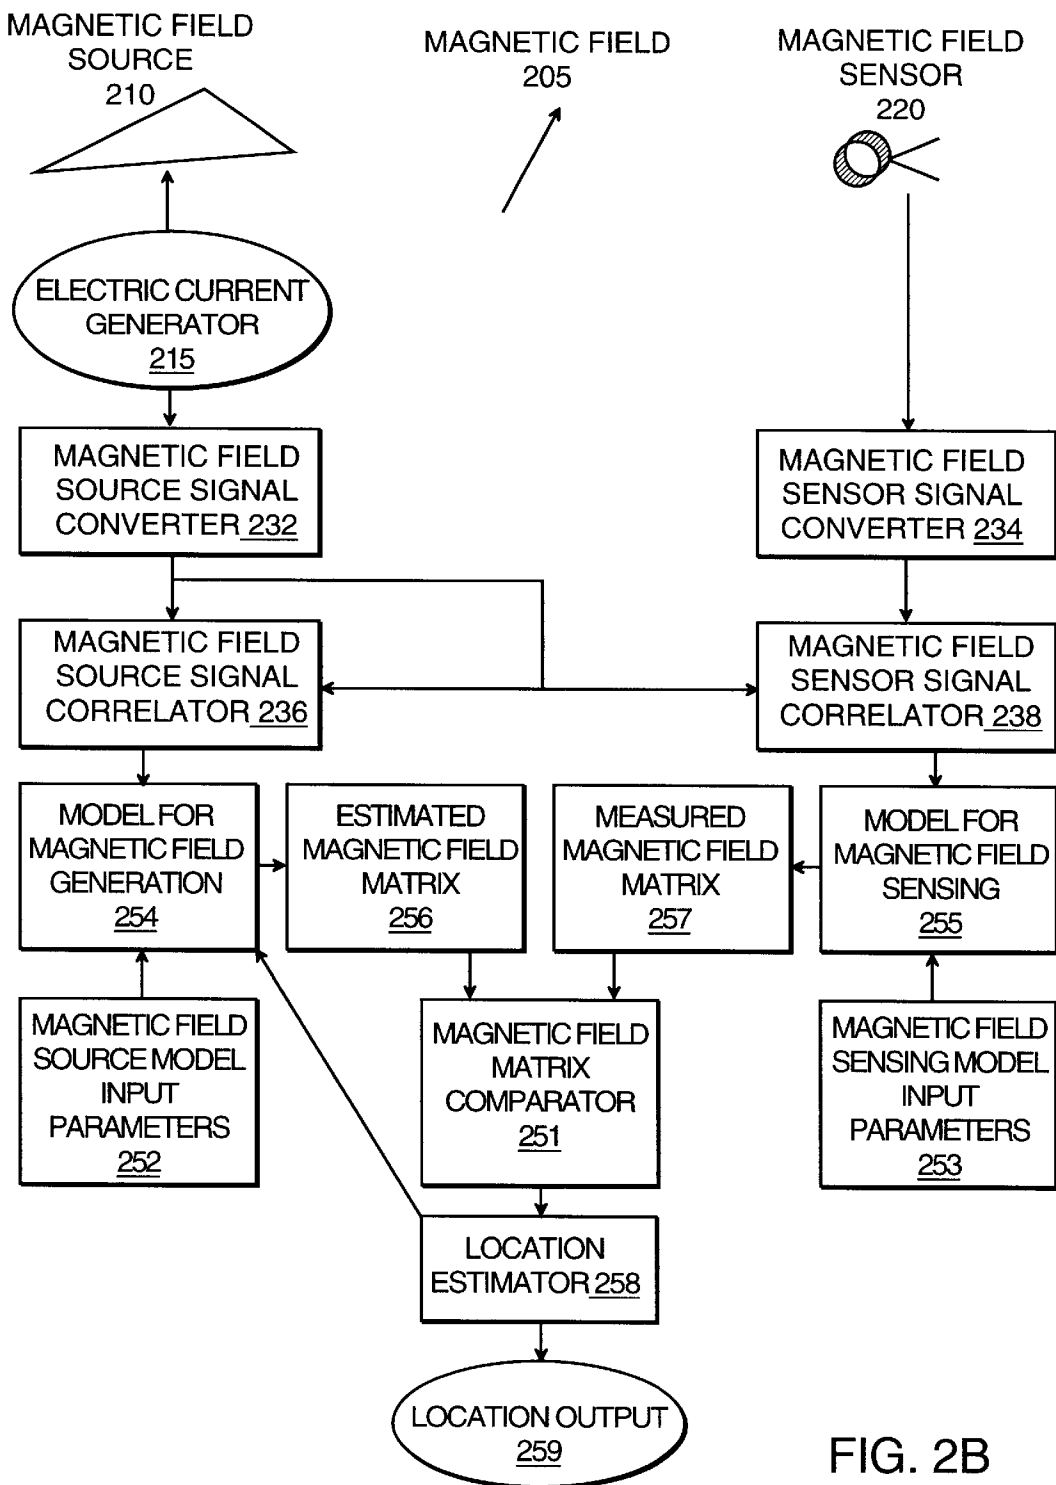 MAGNETIC FIELD
SOURCE
210
MAGNETIC FIELD
205
MAGNETIC FIELD
SENSOR
220
ELECTRIC CURRENT
GENERATOR
215
MAGNETIC FIELD
SOURCE SIGNAL
CONVERTER 232
MAGNETIC FIELD
SENSOR SIGNAL
CONVERTER 234
MAGNETIC FIELD
SOURCE SIGNAL
CORRELATOR 236
MAGNETIC FIELD
SENSOR SIGNAL
CORRELATOR 238
MODEL FOR
MAGNETIC FIELD
GENERATION
254
ESTIMATED
MAGNETIC FIELD
MATRIX
256
MEASURED
MAGNETIC FIELD
MATRIX
257
MODEL FOR
MAGNETIC FIELD
SENSING
255
MAGNETIC FIELD
SOURCE MODEL
INPUT
PARAMETERS
252
MAGNETIC FIELD
MATRIX
COMPARATOR
251
MAGNETIC FIELD
SENSING MODEL
INPUT
PARAMETERS
253
LOCATION
ESTIMATOR 258
LOCATION OUTPUT
259
FIG. 2B